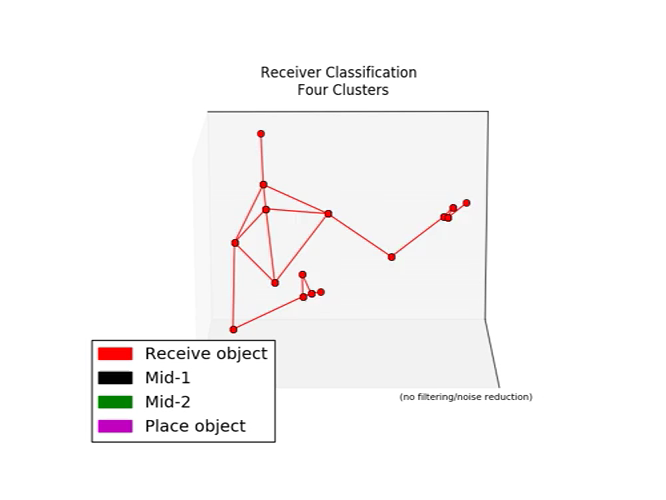 Receiver Classification
Four Clusters
Receive object
Mid-1
Mid-2
Place object
(no filtering/noise reduction)